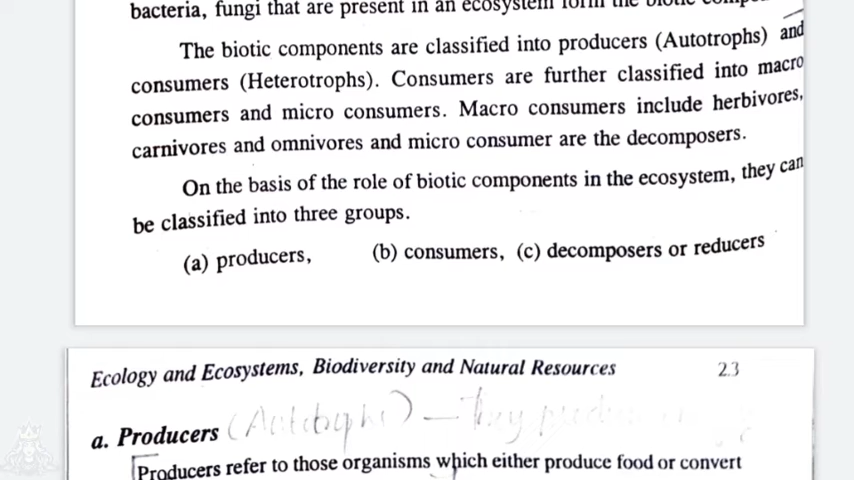 bacteria, fungi that are present in an ecosystem form the biotic
The biotic components are classified into producers (Autotrophs) and
consumers (Heterotrophs). Consumers are further classified into macro
consumers and micro consumers. Macro consumers include herbivores,
carnivores and omnivores and micro consumer are the decomposers.
On the basis of the role of biotic components in the ecosystem, they can
be classified into three groups.
(a) producers, (b) consumers, (c) decomposers or reducers
Ecology and Ecosystems, Biodiversity and Natural Resources 2.3
a. Producers (Autotrophs) — They
Producers refer to those organisms which either produce food or convert